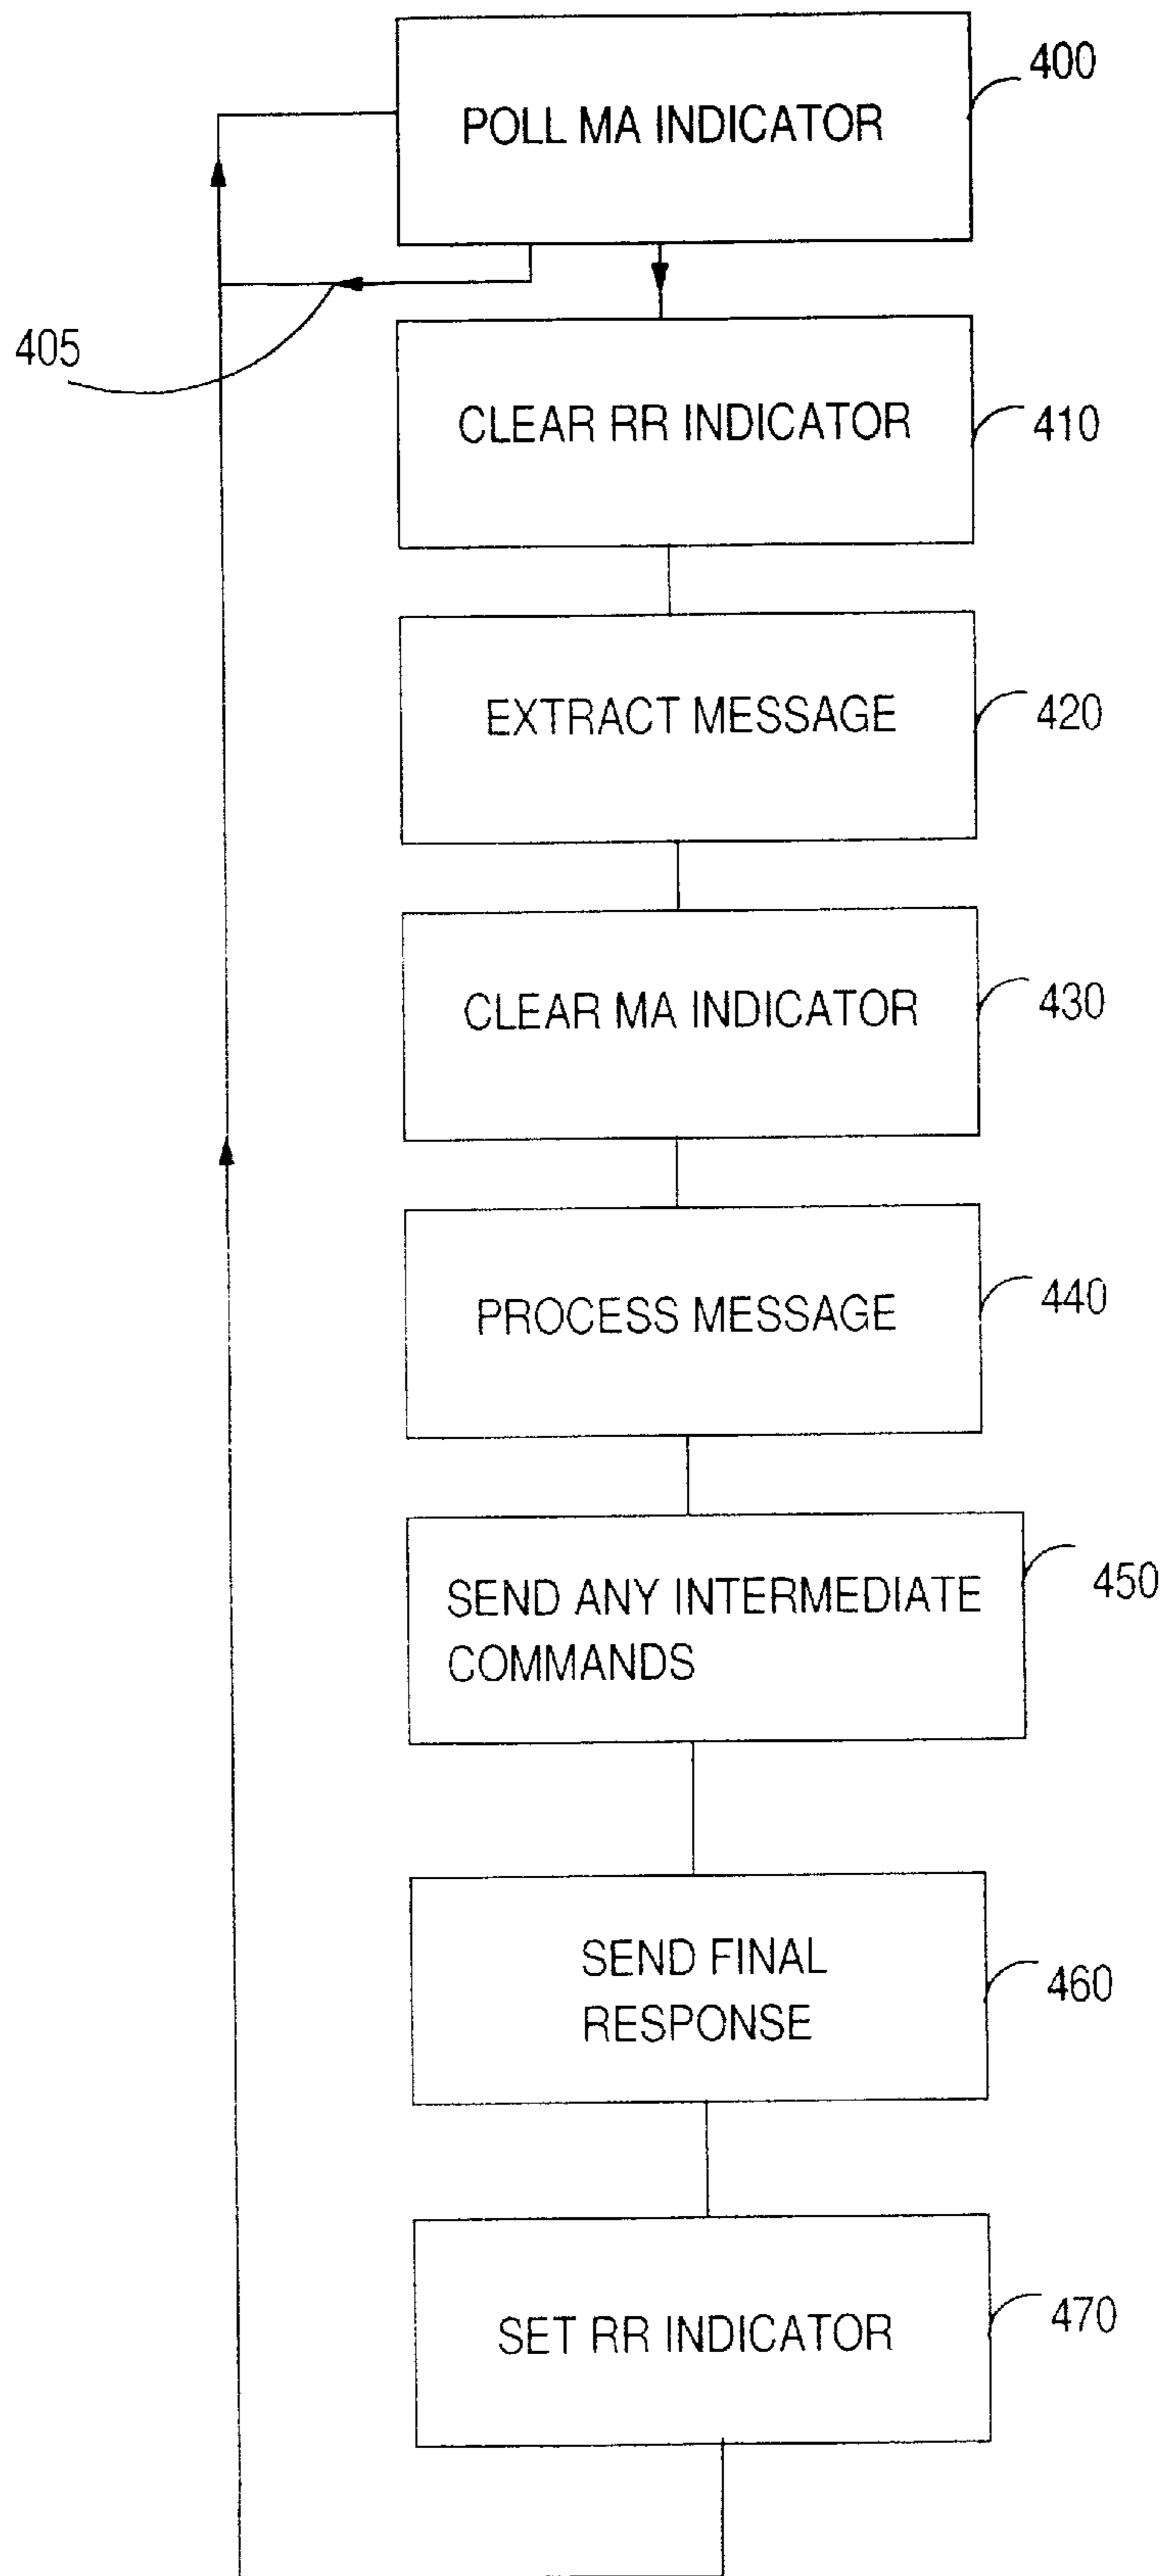 POLL MA INDICATOR
400
405
CLEAR RR INDICATOR
410
EXTRACT MESSAGE
420
CLEAR MA INDICATOR
430
PROCESS MESSAGE
440
SEND ANY INTERMEDIATE
COMMANDS
450
SEND FINAL
RESPONSE
460
SET RR INDICATOR
470